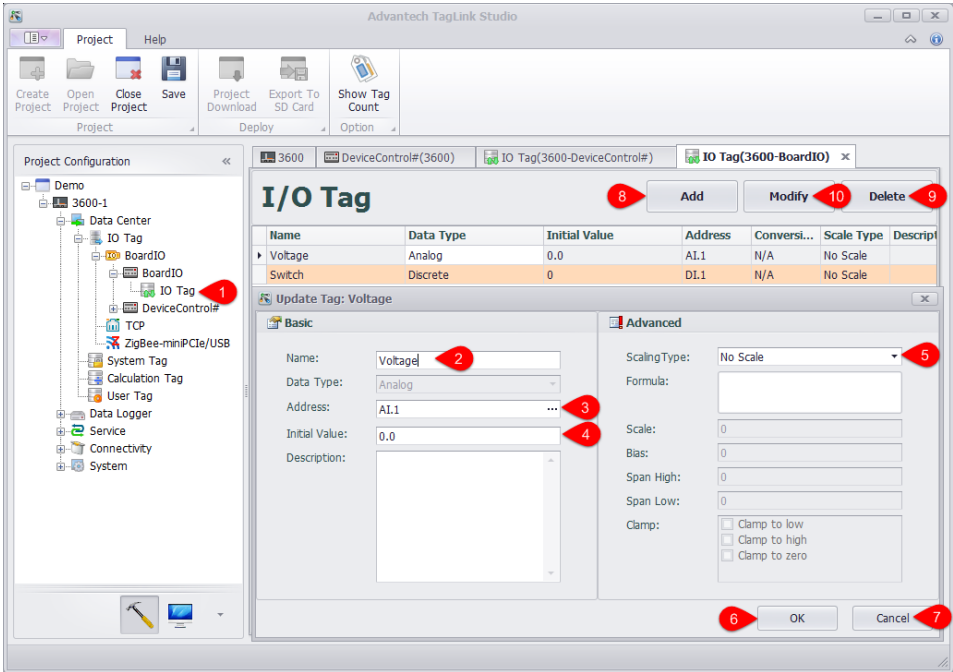 Advantech TagLink Studio
Project Help
Create Project
Open Project
Close Project
Save
Project Download
Export To SD Card
Show Tag Count
Project
Deploy
Option
Project Configuration
Demo
3600-1
Data Center
IO Tag
BoardIO
BoardIO
IO Tag
1
DeviceControl#
TCP
ZigBee-miniPCIe/USB
System Tag
Calculation Tag
User Tag
Data Logger
Service
Connectivity
System
3600 DeviceControl#(3600) IO Tag(3600-DeviceControl#) IO Tag(3600-BoardIO) x
I/O Tag
8 Add Modify 10 Delete 9
Name Data Type Initial Value Address Conversi... Scale Type Descript
Voltage Analog 0.0 AI.1 N/A No Scale
Switch Discrete 0 DI.1 N/A No Scale
Update Tag: Voltage
Basic
Name: Voltage 2
Data Type: Analog
Address: AI.1 ... 3
Initial Value: 0.0 4
Description:
Advanced
ScalingType: No Scale 5
Formula:
Scale: 0
Bias: 0
Span High: 0
Span Low: 0
Clamp: Clamp to low
Clamp to high
Clamp to zero
6 OK Cancel 7